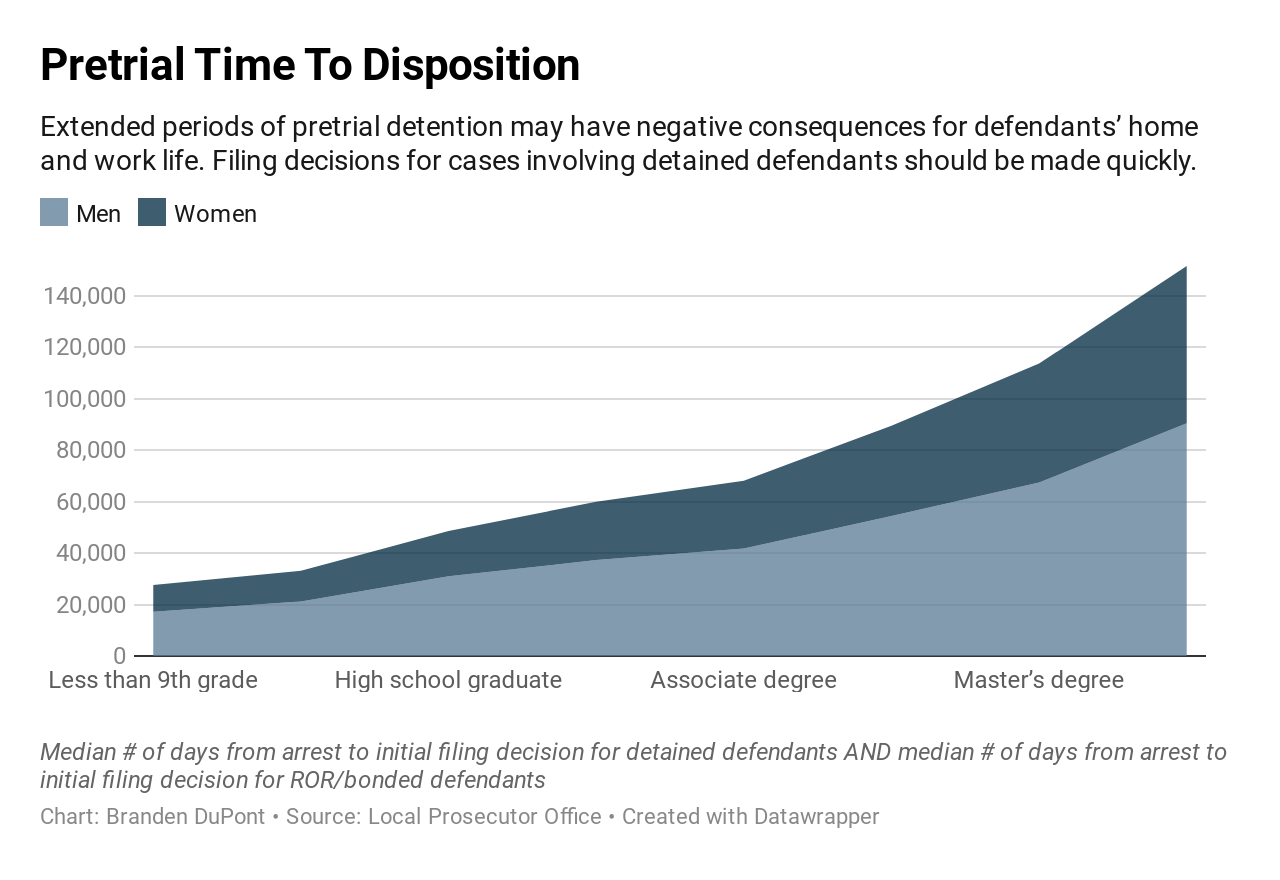 Pretrial Time To Disposition
Extended periods of pretrial detention may have negative consequences for defendants’ home
and work life. Filing decisions for cases involving detained defendants should be made quickly.
Men Women
140,000
120,000
100,000
80,000
60,000
40,000
20,000
0
Less than 9th grade High school graduate Associate degree Master’s degree
Median # of days from arrest to initial filing decision for detained defendants AND median # of days from arrest to
initial filing decision for ROR/bonded defendants
Chart: Branden DuPont • Source: Local Prosecutor Office • Created with Datawrapper